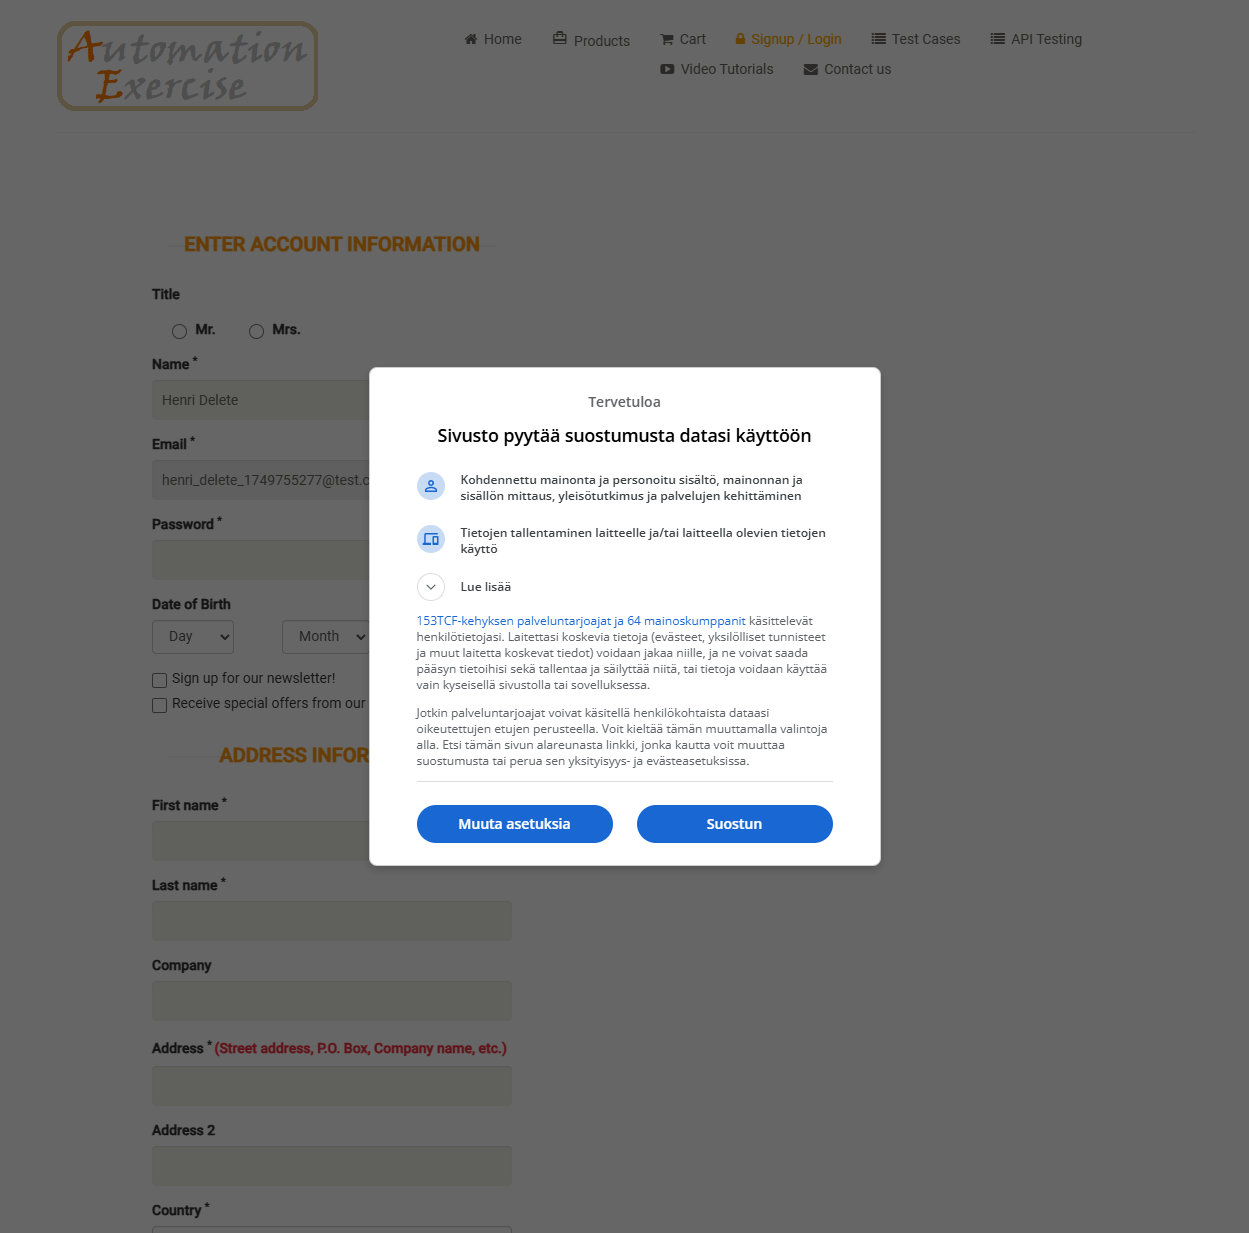 Automation
Exercise
Home
Products
Cart
Signup / Login
Test Cases
API Testing
Video Tutorials
Contact us
ENTER ACCOUNT INFORMATION
Title
Mr.
Mrs.
Name *
Henri Delete
Email *
henri_delete_1749755277@test.c
Password *
Date of Birth
Day
Month
Sign up for our newsletter!
Receive special offers from our
ADDRESS INFOR
First name *
Last name *
Company
Address * (Street address, P.O. Box, Company name, etc.)
Address 2
Country *
Tervetuloa
Sivusto pyytää suostumusta datasi käyttöön
Kohdennettu mainonta ja personoitu sisältö, mainonnan ja
sisällön mittaus, yleisötutkimus ja palvelujen kehittäminen
Tietojen tallentaminen laitteelle ja/tai laitteella olevien tietojen
käyttö
Lue lisää
153TCF-kehyksen palveluntarjoajat ja 64 mainoskumppanit käsittelevät
henkilötietojasi. Laitettasi koskevia tietoja (evästeet, yksilölliset tunnisteet
ja muut laitetta koskevat tiedot) voidaan jakaa niille, ja ne voivat saada
pääsyn tietoihisi sekä tallentaa ja säilyttää niitä, tai tietoja voidaan käyttää
vain kyseisellä sivustolla tai sovelluksessa.
Jotkin palveluntarjoajat voivat käsitellä henkilökohtaista dataasi
oikeutettujen etujen perusteella. Voit kieltää tämän muuttamalla valintoja
alla. Etsi tämän sivun alareunasta linkki, jonka kautta voit muuttaa
suostumusta tai perua sen yksityisyys- ja evästeasetuksissa.
Muuta asetuksia
Suostun